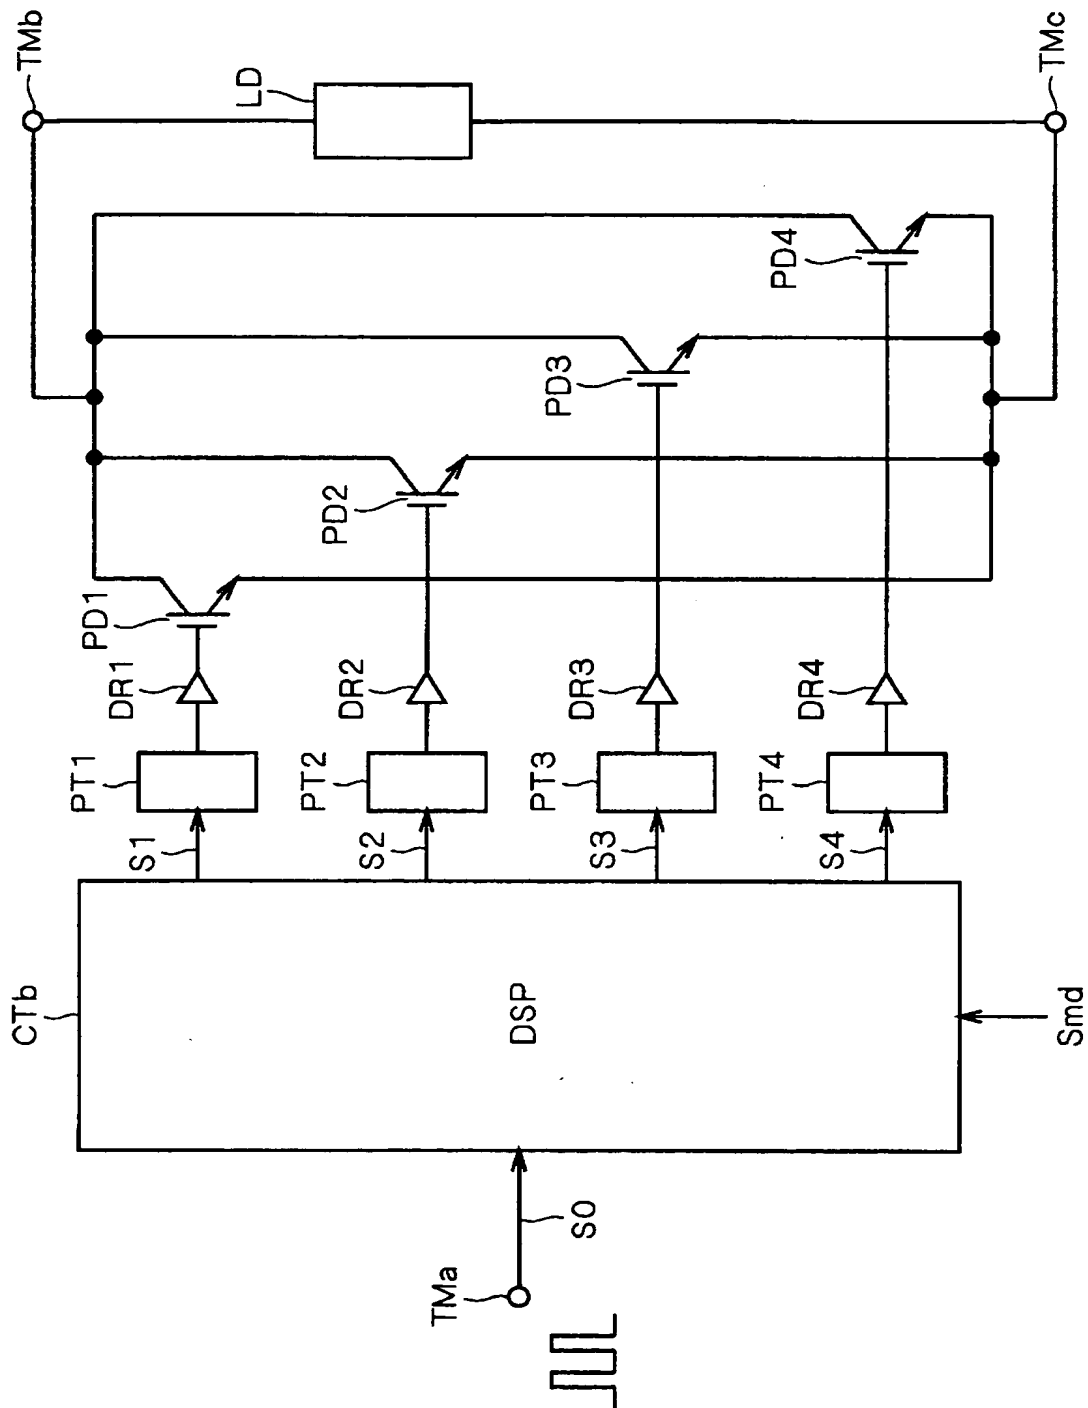 TMb
LD
TMc
PD1
PD2
PD3
PD4
DR1
DR2
DR3
DR4
PT1
PT2
PT3
PT4
S1
S2
S3
S4
CTb
DSP
Smd
S0
TMa